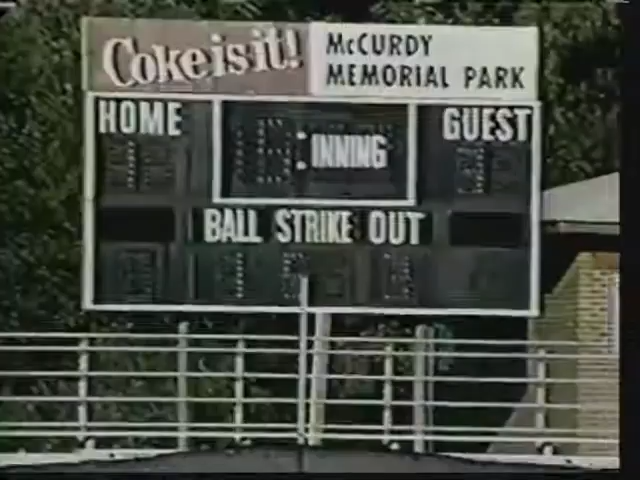 Coke is it!
McCURDY
MEMORIAL PARK
HOME
GUEST
: INNING
BALL STRIKE OUT